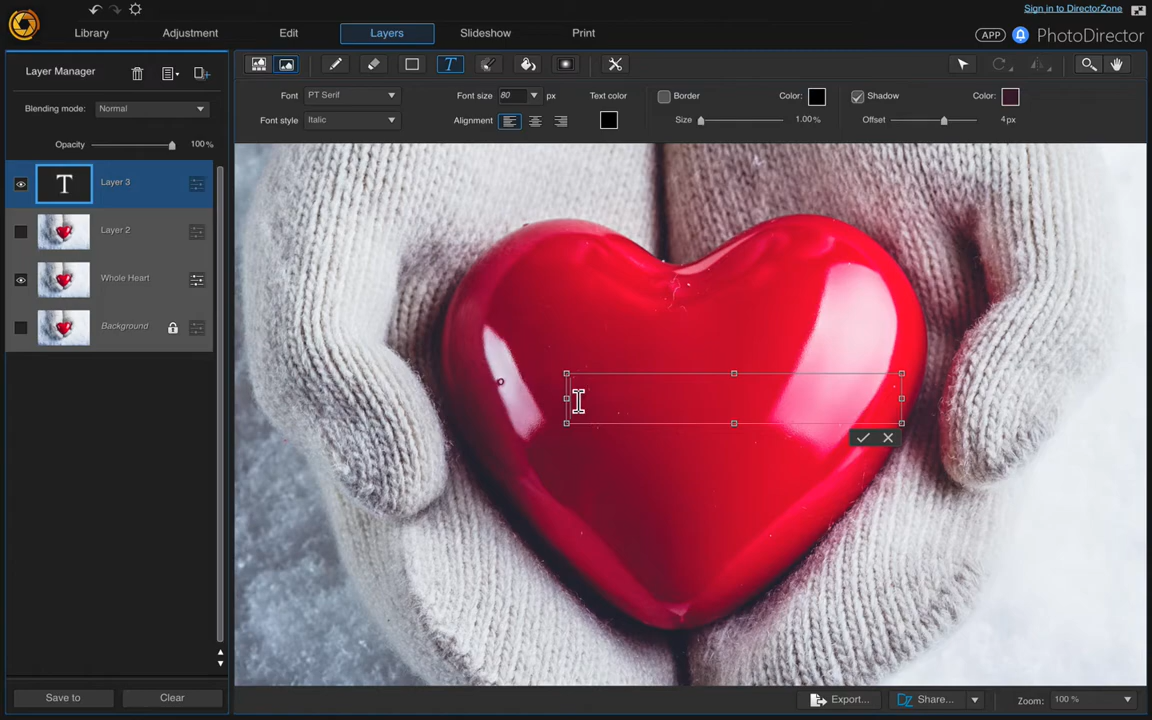 Sign in to DirectorZone
Library
Adjustment
Edit
Layers
Slideshow
Print
APP
PhotoDirector
Layer Manager
T
Font
PT Serif
Font size
80
px
Text color
Border
Color:
Shadow
Color:
Blending mode:
Normal
Font style
Italic
Alignment
Size
1.00%
Offset
4px
Opacity
100%
T
Layer 3
Layer 2
Whole Heart
Background
Save to
Clear
Export...
DZ
Share...
Zoom:
100 %